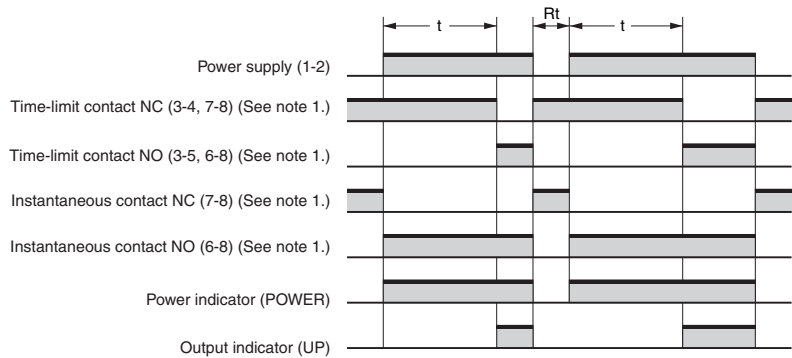 t Rt t
Power supply (1-2)
Time-limit contact NC (3-4, 7-8) (See note 1.)
Time-limit contact NO (3-5, 6-8) (See note 1.)
Instantaneous contact NC (7-8) (See note 1.)
Instantaneous contact NO (6-8) (See note 1.)
Power indicator (POWER)
Output indicator (UP)